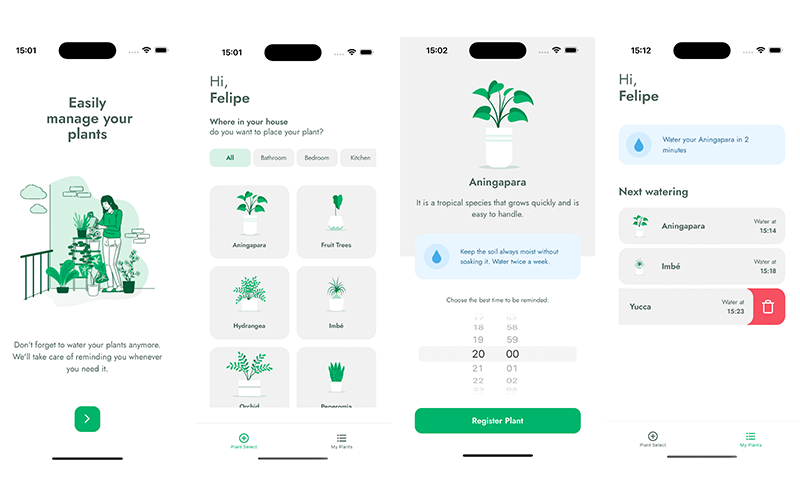 15:01
Easily
manage your
plants
Don't forget to water your plants anymore.
We'll take care of reminding you whenever
you need it.
15:01
Hi,
Felipe
Where in your house
do you want to place your plant?
All
Bathroom
Bedroom
Kitchen
Aningapara
Fruit Trees
Hydrangea
Imbé
Orchid
Peperomia
Plant Select
My Plants
15:02
Aningapara
It is a tropical species that grows quickly and is
easy to handle.
Keep the soil always moist without
soaking it. Water twice a week.
Choose the best time to be reminded:
17 57
18 58
19 59
20 00
21 01
22 02
23 03
Register Plant
15:12
Hi,
Felipe
Water your Aningapara in 2
minutes
Next watering
Aningapara
Water at
15:14
Imbé
Water at
15:18
Yucca
Water at
15:23
Plant Select
My Plants